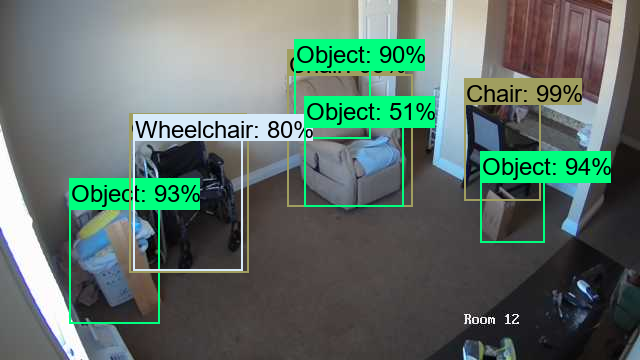 Object: 90%
Object: 51%
Chair: 99%
Wheelchair: 80%
Object: 94%
Object: 93%
Room 12